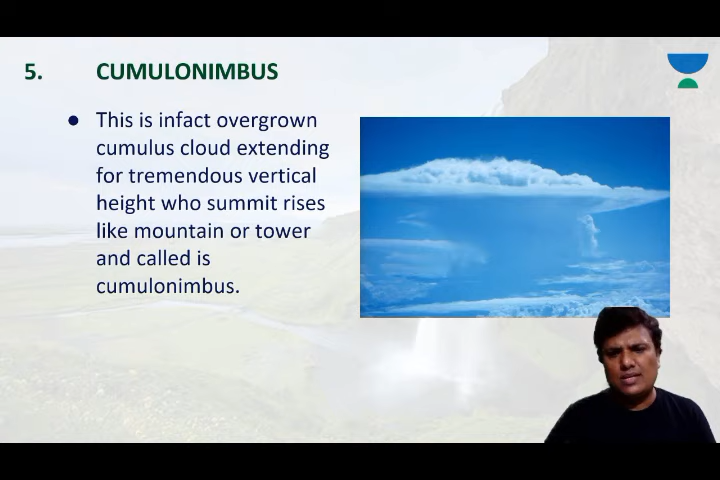 5. CUMULONIMBUS
● This is infact overgrown
cumulus cloud extending
for tremendous vertical
height who summit rises
like mountain or tower
and called is
cumulonimbus.